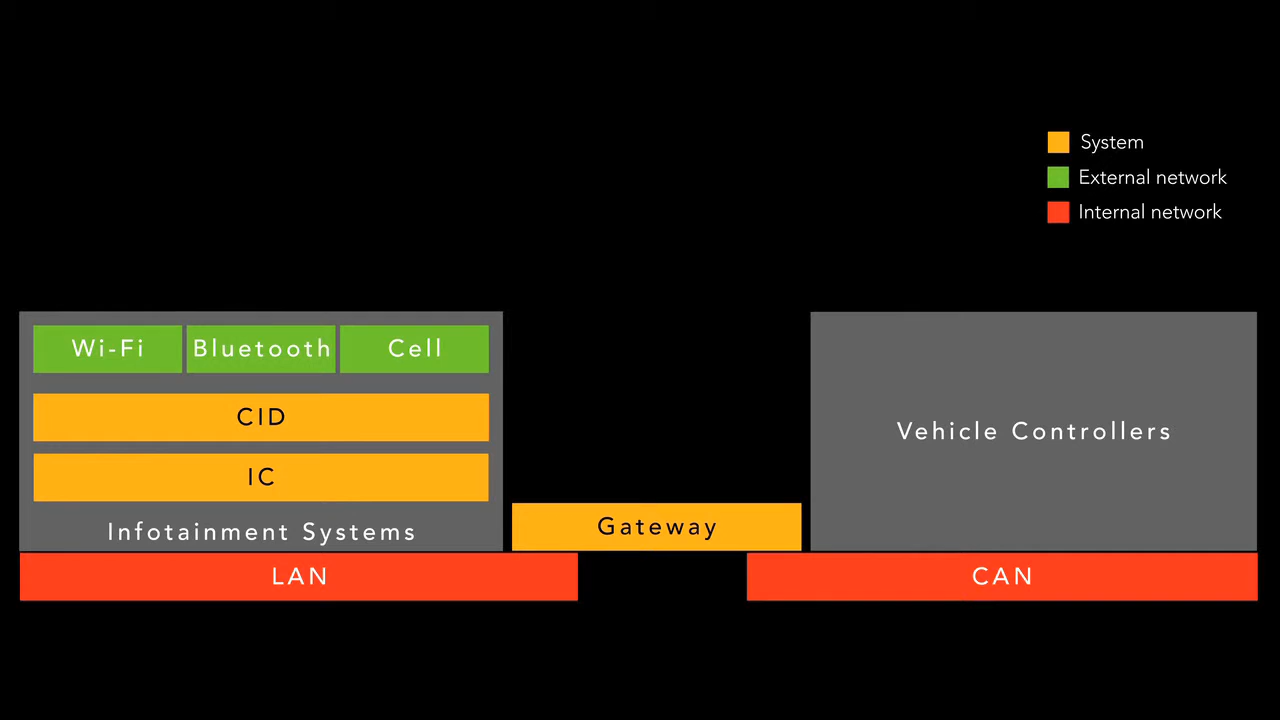 System
External network
Internal network
Wi-Fi Bluetooth Cell
CID
IC
Infotainment Systems
Gateway
Vehicle Controllers
LAN
CAN